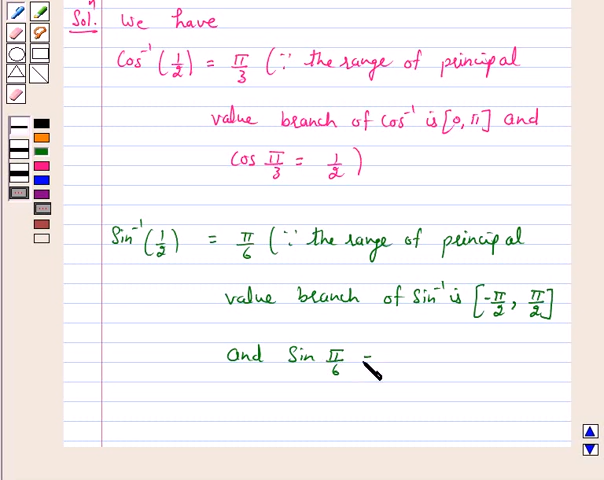 Solⁿ. We have
Cos⁻¹(1/2) = π/3 (∵ the range of principal
value branch of Cos⁻¹ is [0, π] and
Cos π/3 = 1/2)
Sin⁻¹(1/2) = π/6 (∵ the range of principal
value branch of Sin⁻¹ is [-π/2, π/2]
and Sin π/6 =